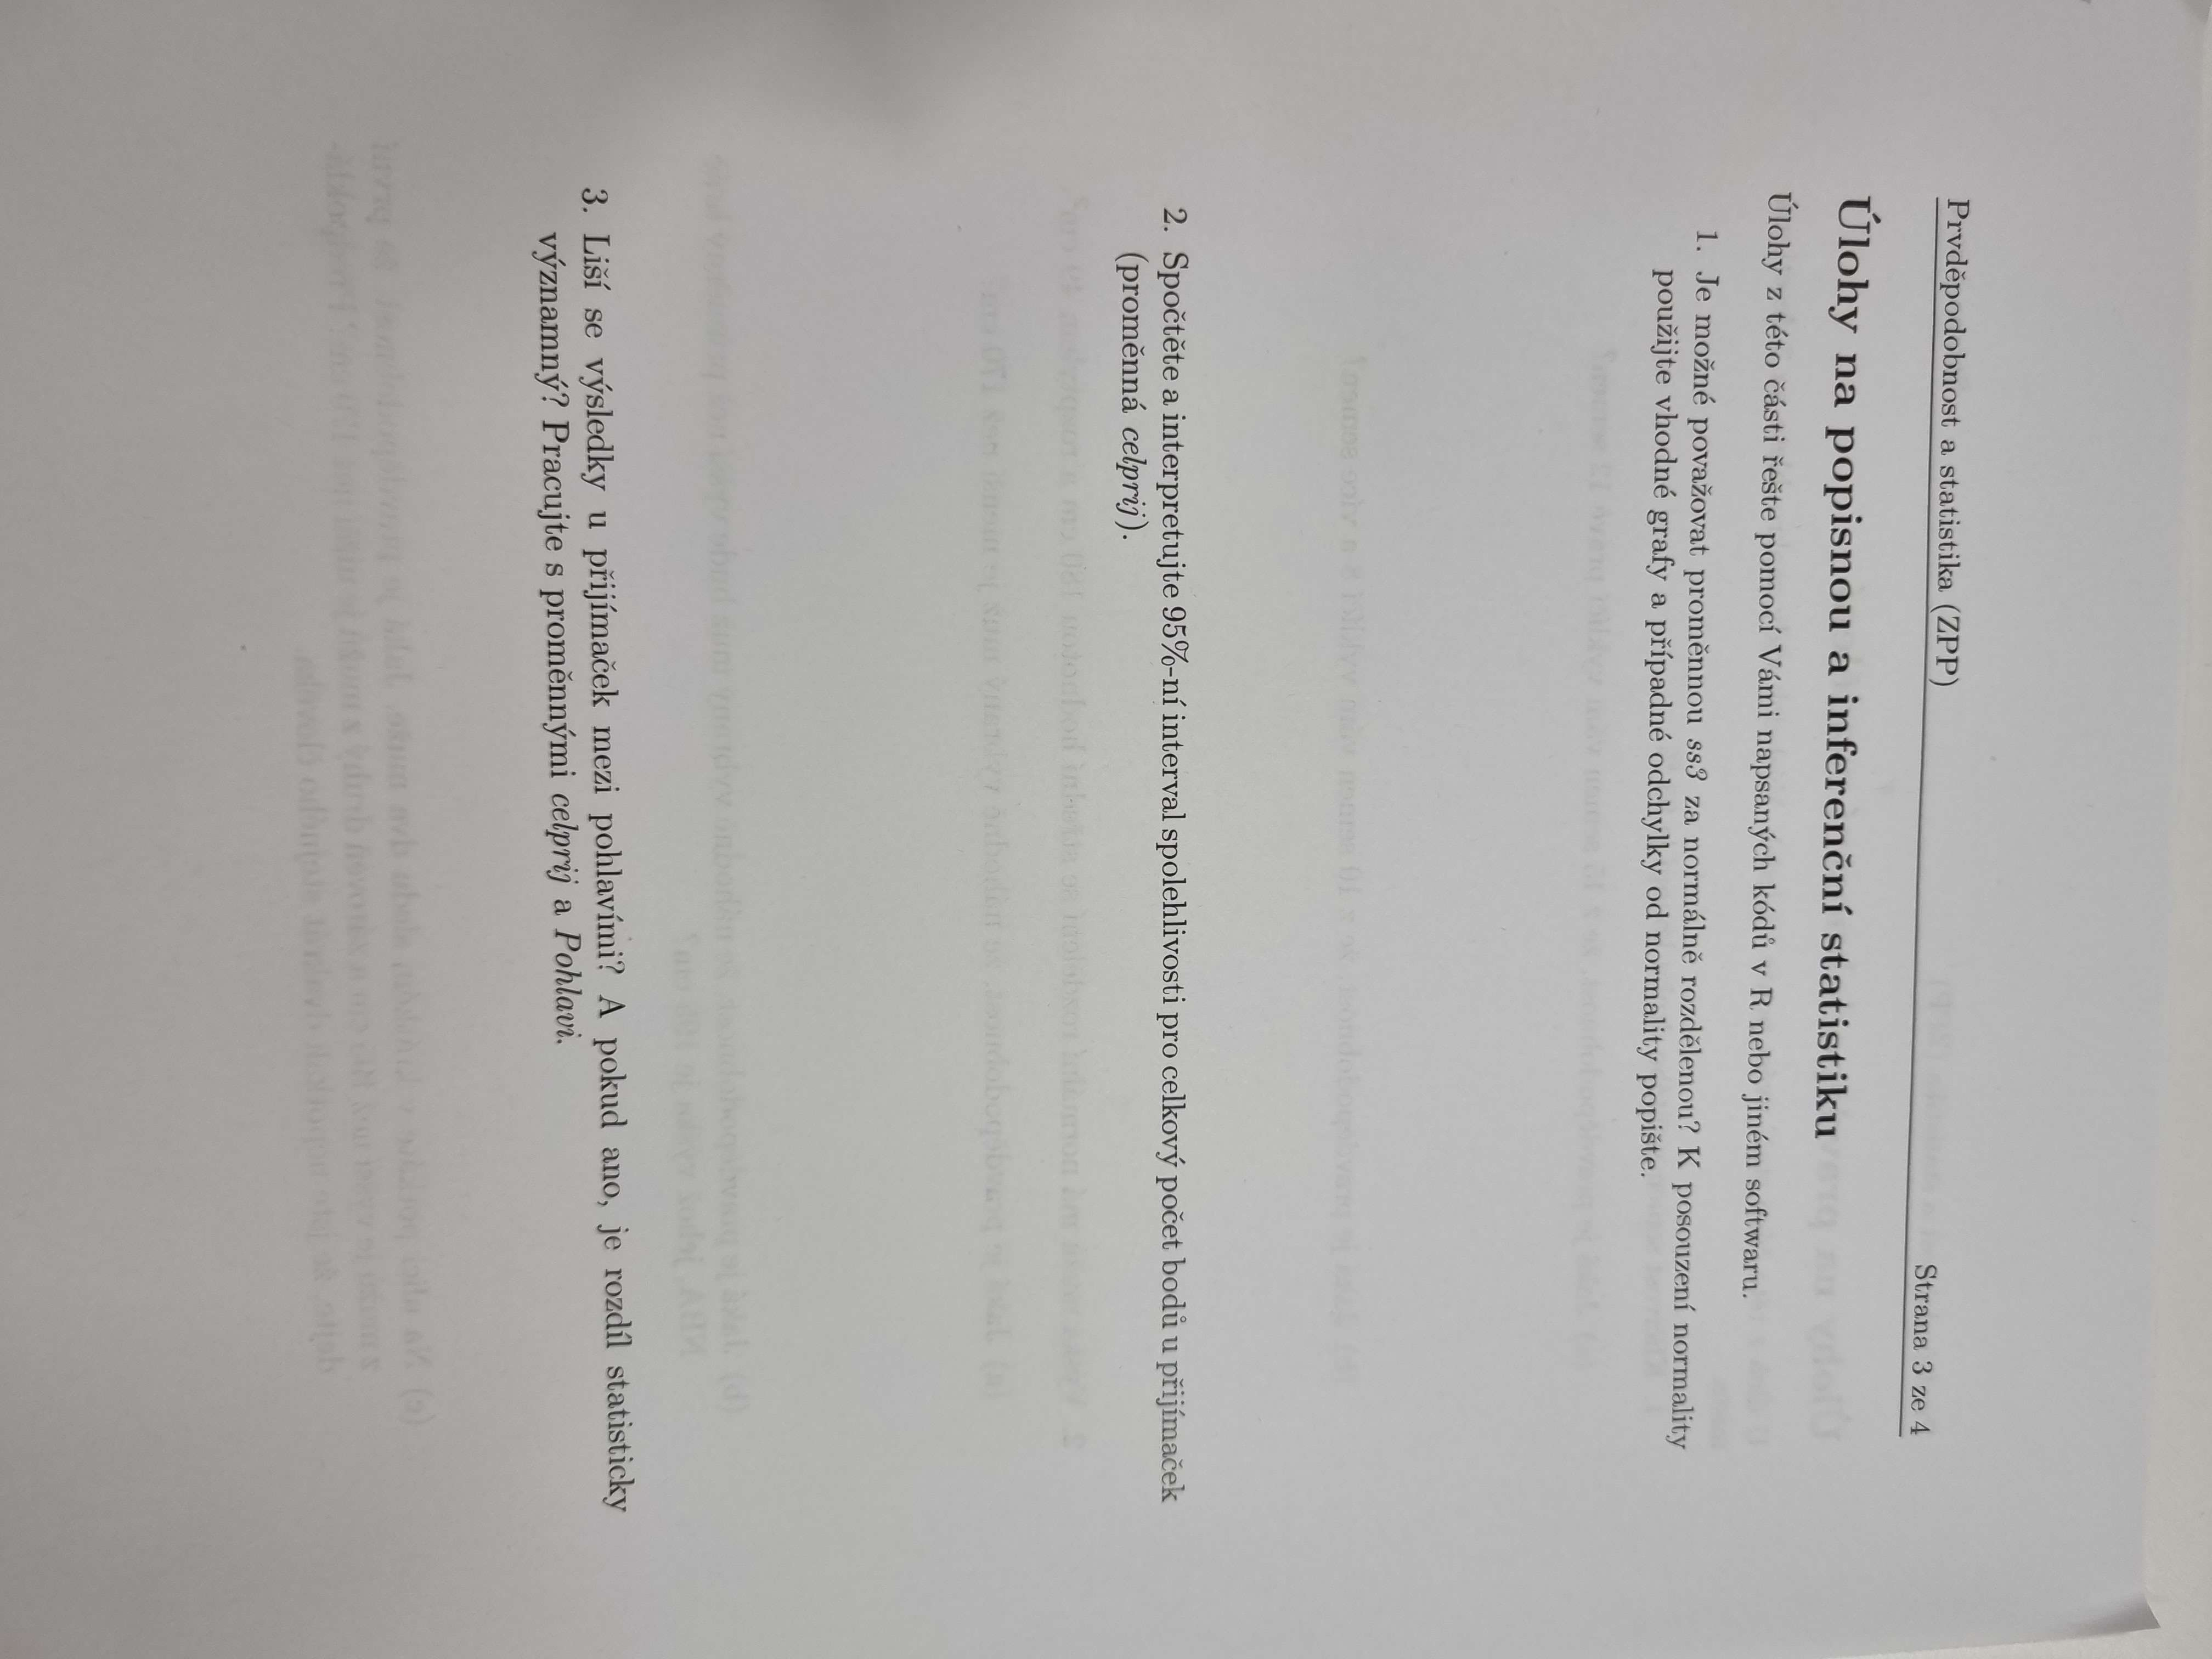 Prvděpodobnost a statistika (ZPP) Strana 3 ze 4
Úlohy na popisnou a inferenční statistiku
Úlohy z této části řešte pomocí Vámi napsaných kódů v R nebo jiném softwaru.
1. Je možné považovat proměnnou ss3 za normálně rozdělenou? K posouzení normality
použijte vhodné grafy a případné odchylky od normality popište.
2. Spočtěte a interpretujte 95%-ní interval spolehlivosti pro celkový počet bodů u přijímaček
(proměnná celprij).
3. Liší se výsledky u přijímaček mezi pohlavími? A pokud ano, je rozdíl statisticky
významný? Pracujte s proměnnými celprij a Pohlavi.